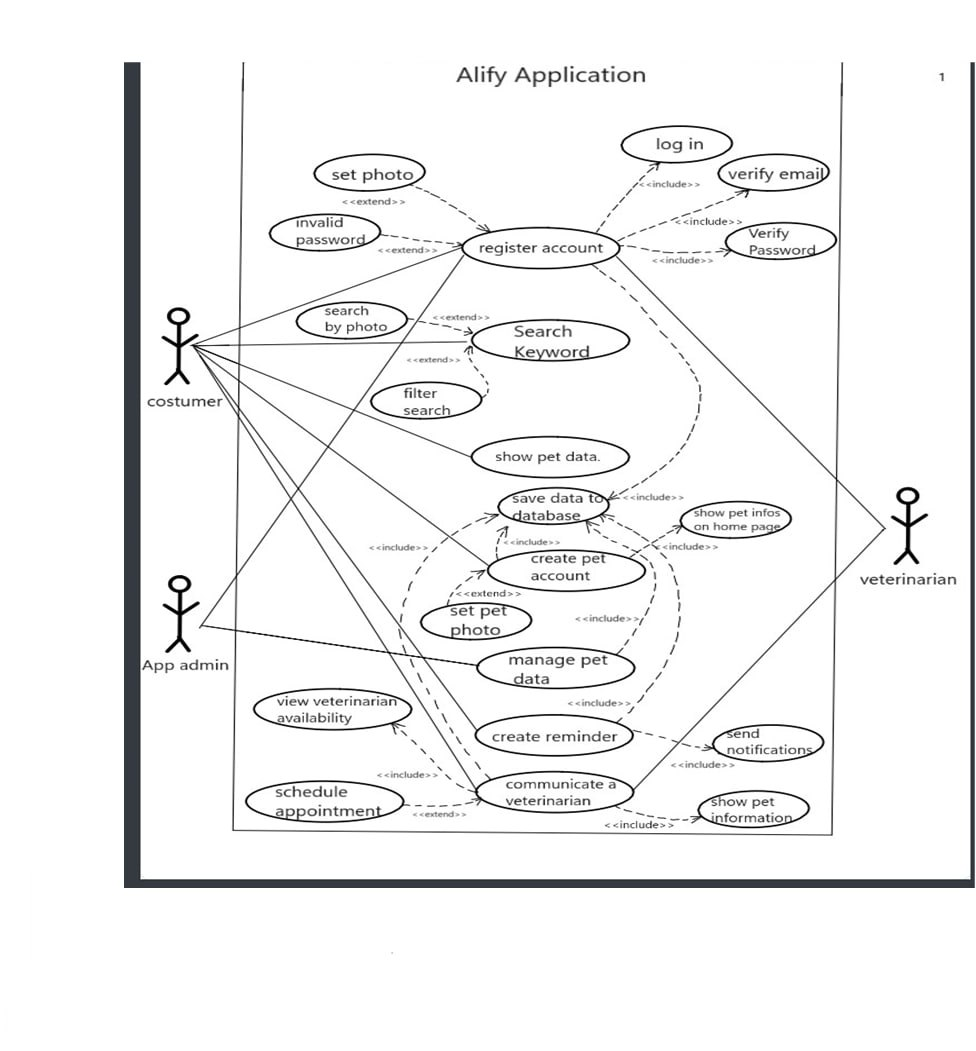 Alify Application
1
log in
set photo
verify email
<<include>>
<<extend>>
invalid
password
<<include>>
Verify
Password
register account
<<extend>>
<<include>>
search
by photo
<<extend>>
Search
Keyword
<<extend>>
costumer
filter
search
show pet data.
save data to
database
<<include>>
show pet infos
on home page
<<include>>
<<include>>
<<include>>
create pet
account
veterinarian
<<extend>>
set pet
photo
<<include>>
App admin
manage pet
data
view veterinarian
availability
<<include>>
create reminder
send
notifications
<<include>>
<<include>>
schedule
appointment
communicate a
veterinarian
show pet
information
<<extend>>
<<include>>